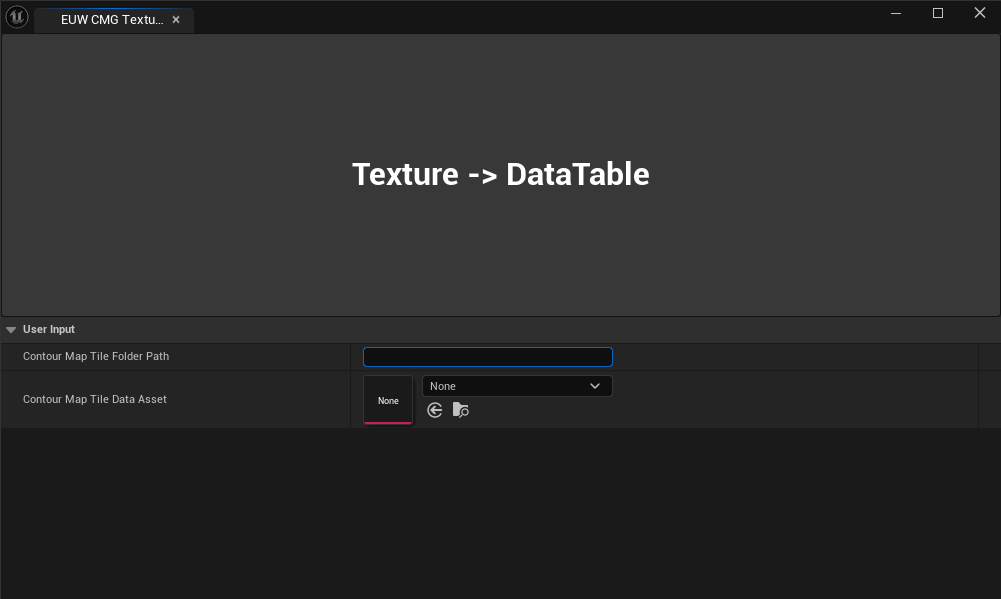 EUW CMG Textu...
Texture -> DataTable
User Input
Contour Map Tile Folder Path
Contour Map Tile Data Asset
None
None